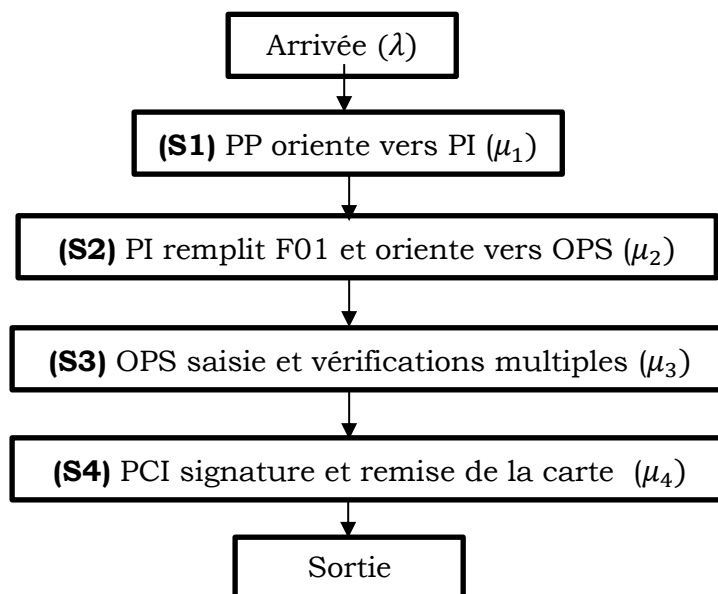 Arrivée (λ)
(S1) PP oriente vers PI (μ₁)
(S2) PI remplit F01 et oriente vers OPS (μ₂)
(S3) OPS saisie et vérifications multiples (μ₃)
(S4) PCI signature et remise de la carte (μ₄)
Sortie